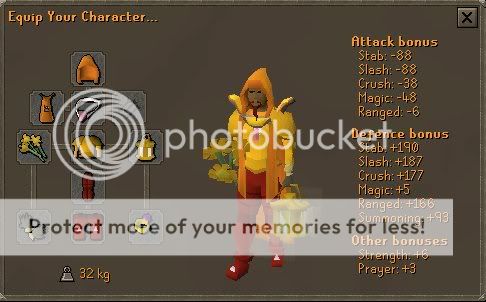 Equip Your Character...
Attack bonus
Stab: -88
Slash: -88
Crush: -38
Magic: -48
Ranged: -6
Defence bonus
Stab: +190
Slash: +187
Crush: +177
Magic: +5
Ranged: +166
Summoning: +93
Other bonuses
Strength: +6
Prayer: +3
32 kg
photobucket
Protect more of your memories for less!